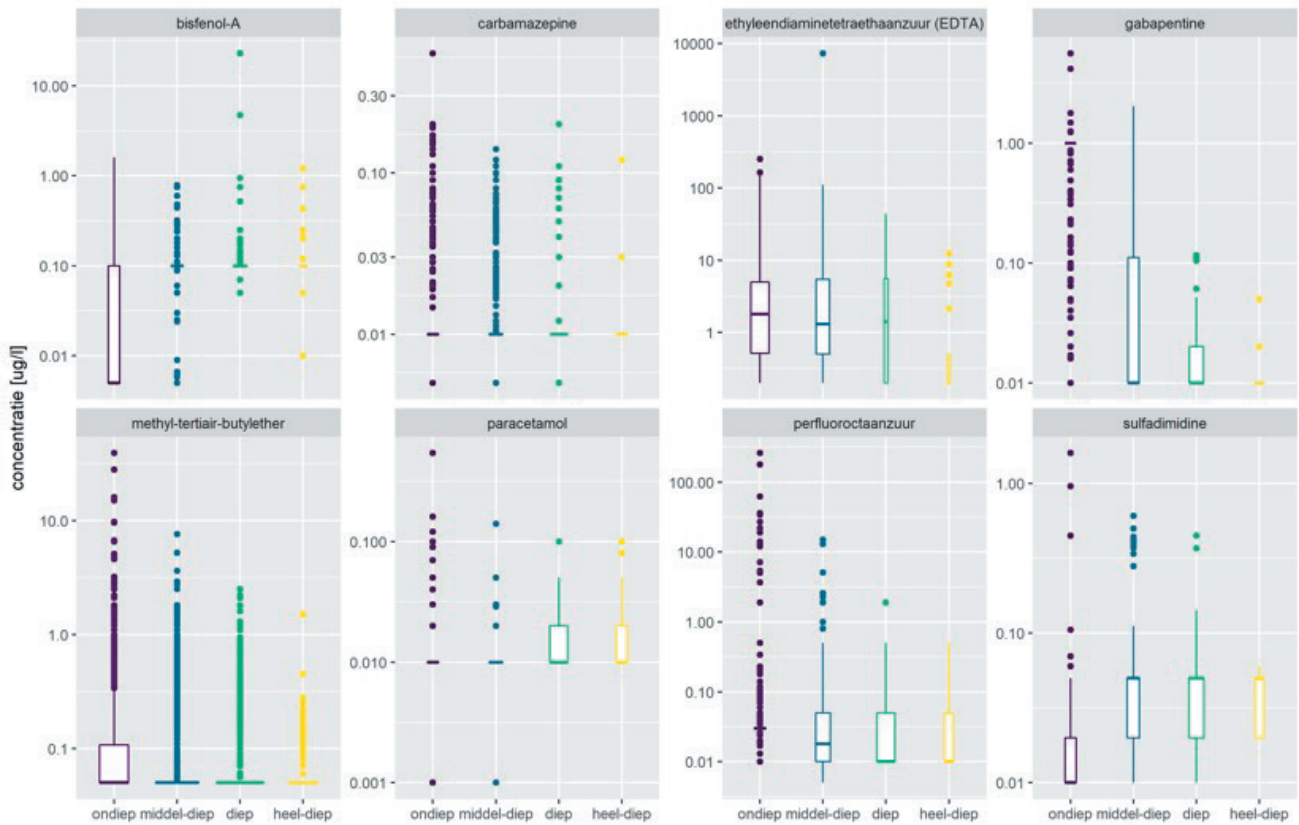 bisfenol-A
carbamazepine
ethyleendiaminetetraethaanzuur (EDTA)
gabapentine
10.00
1.00
0.10
0.01
0.30
0.10
0.03
0.01
10000
1000
100
10
1
1.00
0.10
0.01
concentratie [ug/l]
methyl-tertiair-butylether
paracetamol
perfluoroctaanzuur
sulfadimidine
10.0
1.0
0.1
0.100
0.010
0.001
100.00
10.00
1.00
0.10
0.01
1.00
0.10
0.01
ondiep middel-diep diep heel-diep
ondiep middel-diep diep heel-diep
ondiep middel-diep diep heel-diep
ondiep middel-diep diep heel-diep